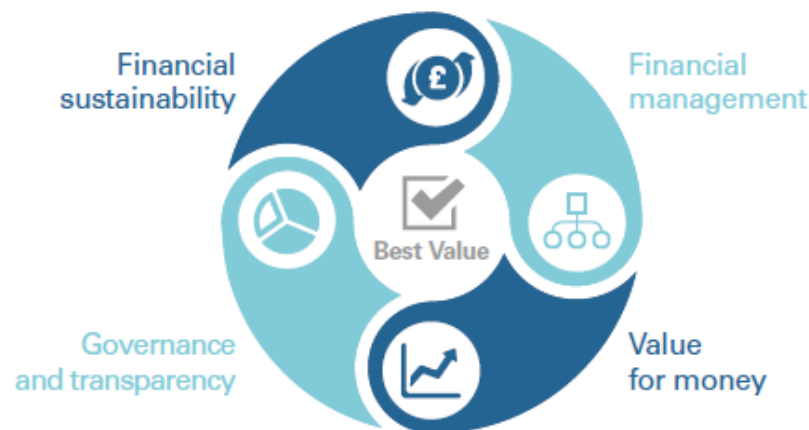 Financial
sustainability
£
Financial
management
Best Value
Governance
and transparency
Value
for money